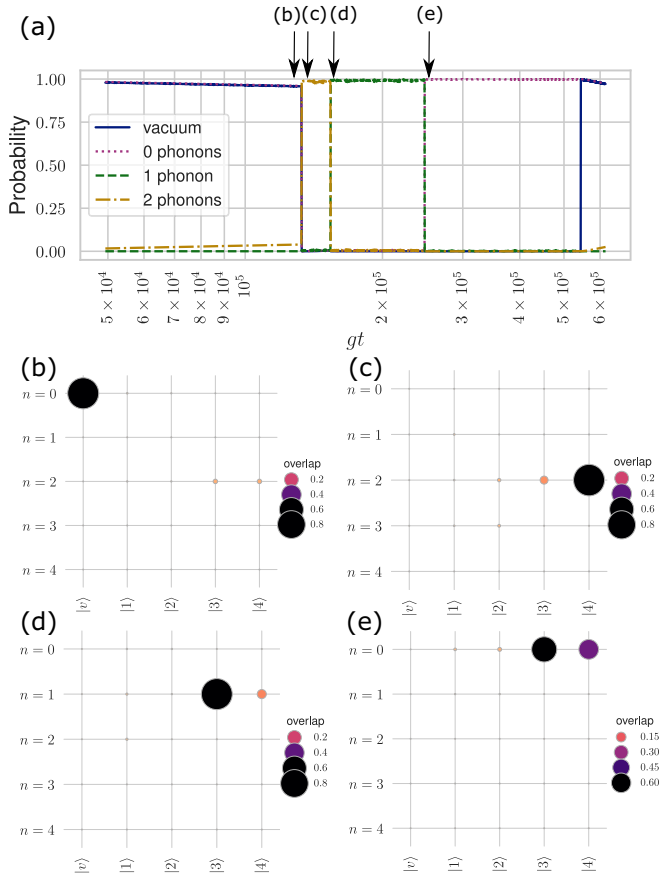 (b) (c) (d) (e)
(a)
1.00
0.75
0.50
0.25
0.00
Probability
vacuum
0 phonons
1 phonon
2 phonons
5 × 10⁴
6 × 10⁴
7 × 10⁴
8 × 10⁴
9 × 10⁴
10⁵
2 × 10⁵
3 × 10⁵
4 × 10⁵
5 × 10⁵
6 × 10⁵
gt
(b)
n = 0
n = 1
n = 2
n = 3
n = 4
|v⟩ |1⟩ |2⟩ |3⟩ |4⟩
overlap
0.2
0.4
0.6
0.8
(c)
n = 0
n = 1
n = 2
n = 3
n = 4
|v⟩ |1⟩ |2⟩ |3⟩ |4⟩
overlap
0.2
0.4
0.6
0.8
(d)
n = 0
n = 1
n = 2
n = 3
n = 4
|v⟩ |1⟩ |2⟩ |3⟩ |4⟩
overlap
0.2
0.4
0.6
0.8
(e)
n = 0
n = 1
n = 2
n = 3
n = 4
|v⟩ |1⟩ |2⟩ |3⟩ |4⟩
overlap
0.15
0.30
0.45
0.60